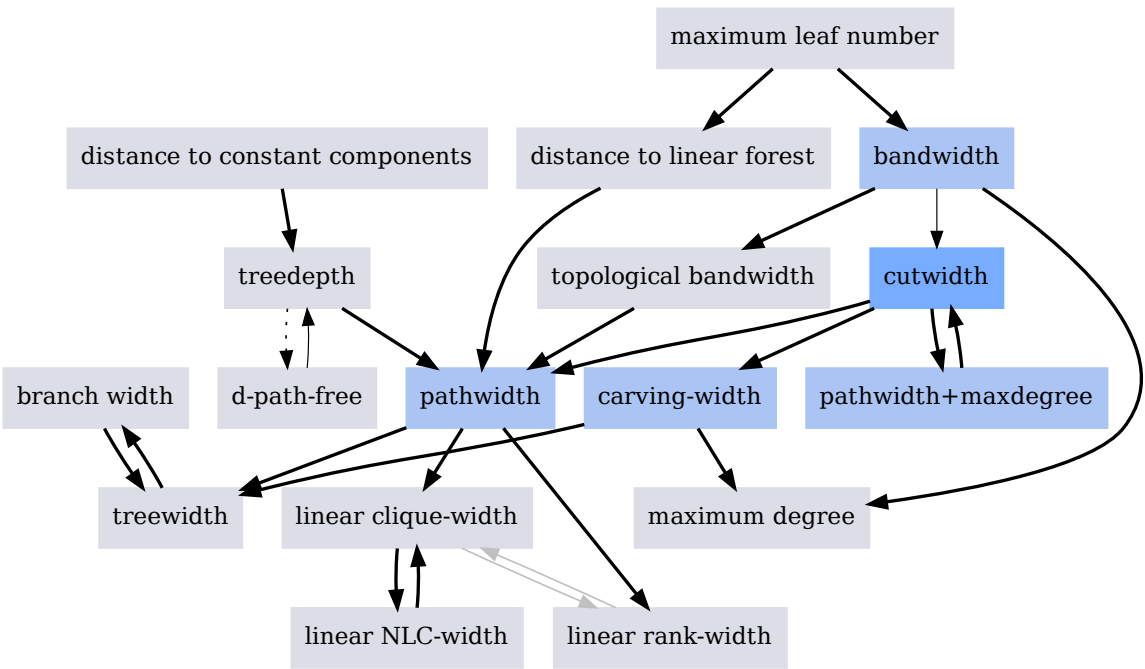 maximum leaf number
distance to constant components
distance to linear forest
bandwidth
treedepth
topological bandwidth
cutwidth
branch width
d-path-free
pathwidth
carving-width
pathwidth+maxdegree
treewidth
linear clique-width
maximum degree
linear NLC-width
linear rank-width